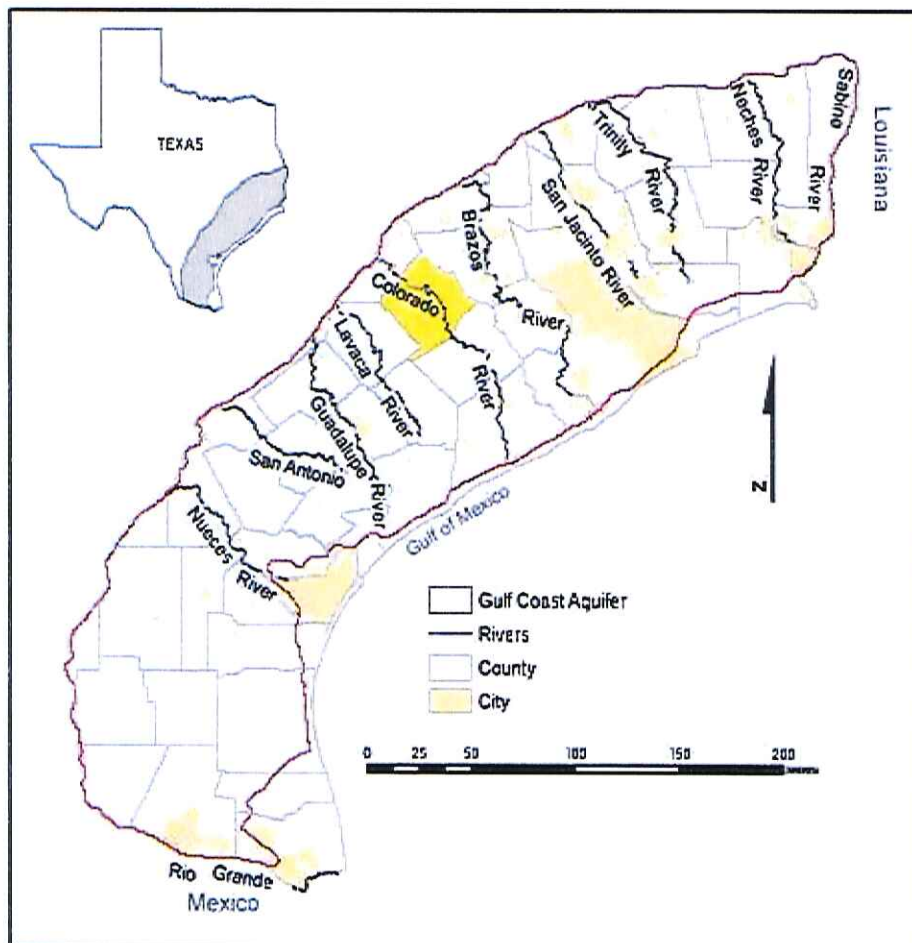 TEXAS
Louisiana
Sabine River
Neches River
Trinity River
San Jacinto River
Brazos River
Colorado River
Lavaca River
Guadalupe River
San Antonio
Nueces River
Gulf of Mexico
N
Gulf Coast Aquifer
Rivers
County
City
0 25 50 100 150 200
Rio Grande
Mexico